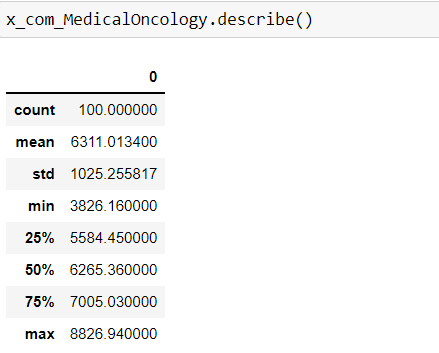 x_com_MedicalOncology.describe()
0
count 100.000000
mean 6311.013400
std 1025.255817
min 3826.160000
25% 5584.450000
50% 6265.360000
75% 7005.030000
max 8826.940000